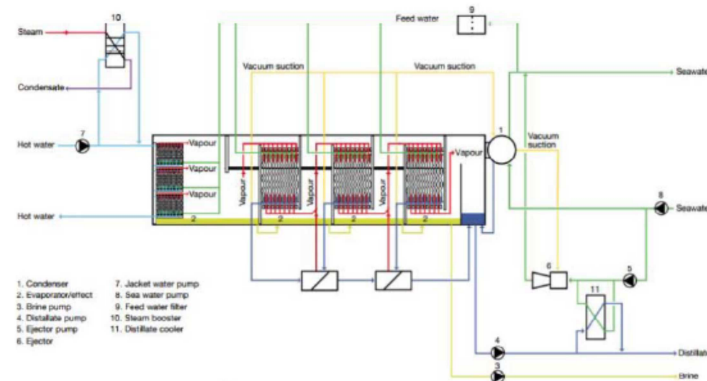 10
9
Steam
Feed water
Seawate
Condensate
Vacuum suction
Vacuum suction
1
7
Vacuum
suction
Hot water
Vapour
Vapour
Vapour
Vapour
Vapour
Vapour
Vapour
8
Hot water
2
2
2
2
Seawate
6
5
11
1. Condenser
2. Evaporator/effect
3. Brine pump
4. Distallate pump
5. Ejector pump
6. Ejector
7. Jacket water pump
8. Sea water pump
9. Feed water filter
10. Steam booster
11. Distillate cooler
4
Distillate
3
Brine